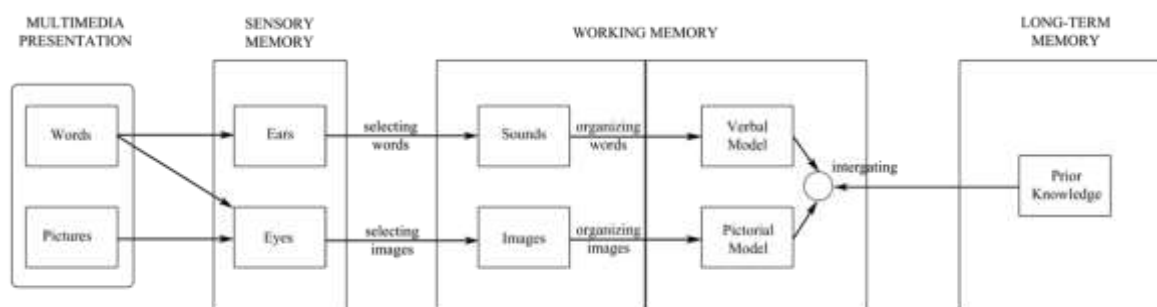 MULTIMEDIA
PRESENTATION
SENSORY
MEMORY
WORKING MEMORY
LONG-TERM
MEMORY
Words
Ears
selecting
words
Sounds
organizing
words
Verbal
Model
intergating
Prior
Knowledge
Pictures
Eyes
selecting
images
Images
organizing
images
Pictorial
Model